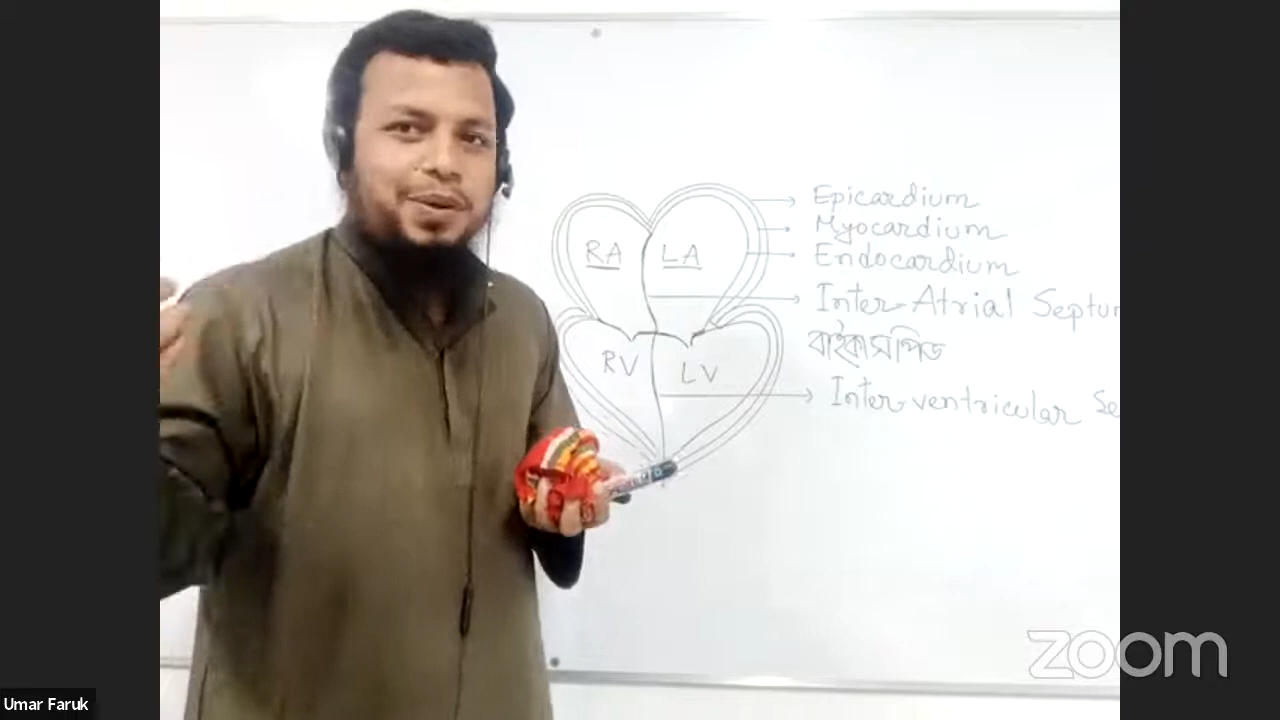 Epicardium
Myocardium
Endocardium
RA LA
Inter-Atrial Septum
বাইকাসপিড
RV LV
Inter-ventricular Se
zoom
Umar Faruk